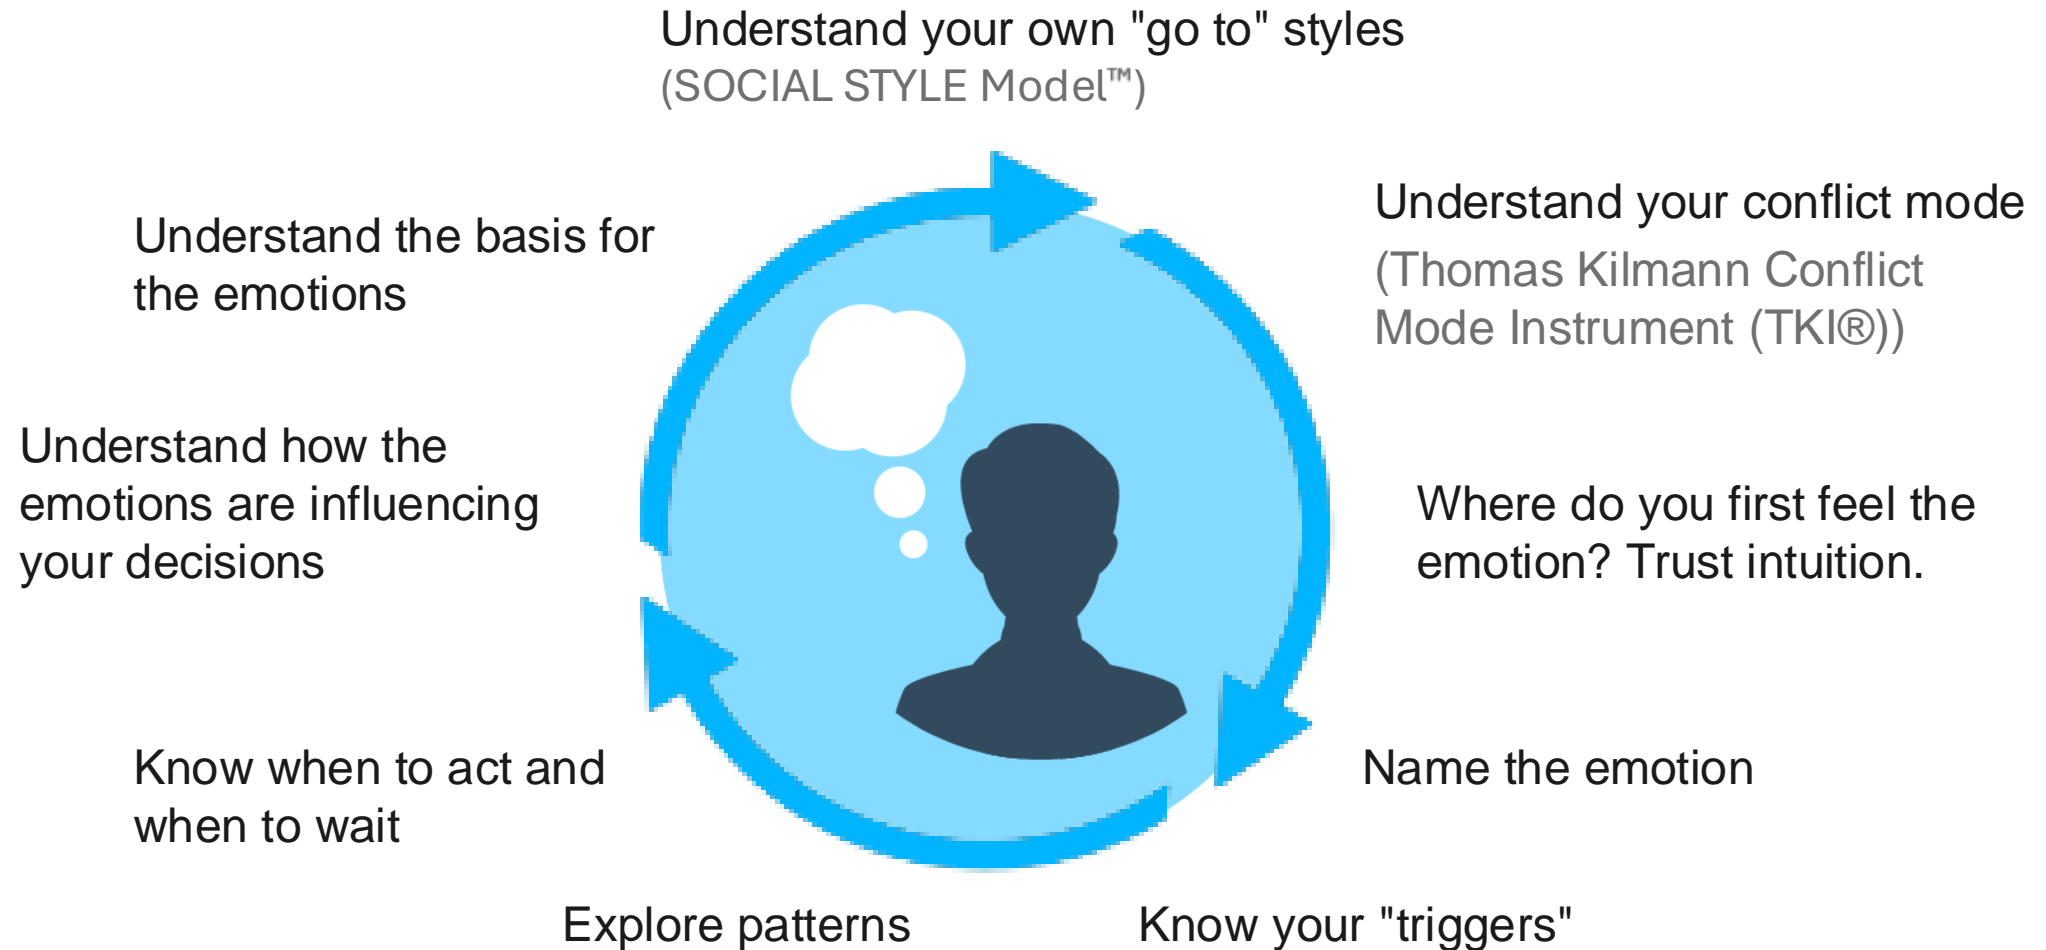 Understand your own "go to" styles
(SOCIAL STYLE Model™)
Understand your conflict mode
(Thomas Kilmann Conflict
Mode Instrument (TKI®))
Where do you first feel the
emotion? Trust intuition.
Name the emotion
Know your "triggers"
Explore patterns
Know when to act and
when to wait
Understand how the
emotions are influencing
your decisions
Understand the basis for
the emotions